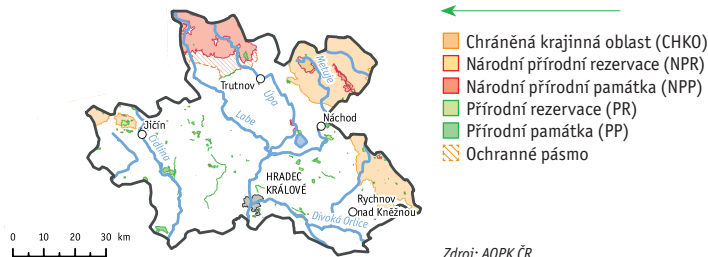 Trutnov
Úpa
Metuje
Labe
Náchod
Jičín
Cidlina
HRADEC
KRÁLOVÉ
Rychnov
nad Kněžnou
Divoká Orlice
0 10 20 30 km
Chráněná krajinná oblast (CHKO)
Národní přírodní rezervace (NPR)
Národní přírodní památka (NPP)
Přírodní rezervace (PR)
Přírodní památka (PP)
Ochranné pásmo
Zdroj: AOPK ČR